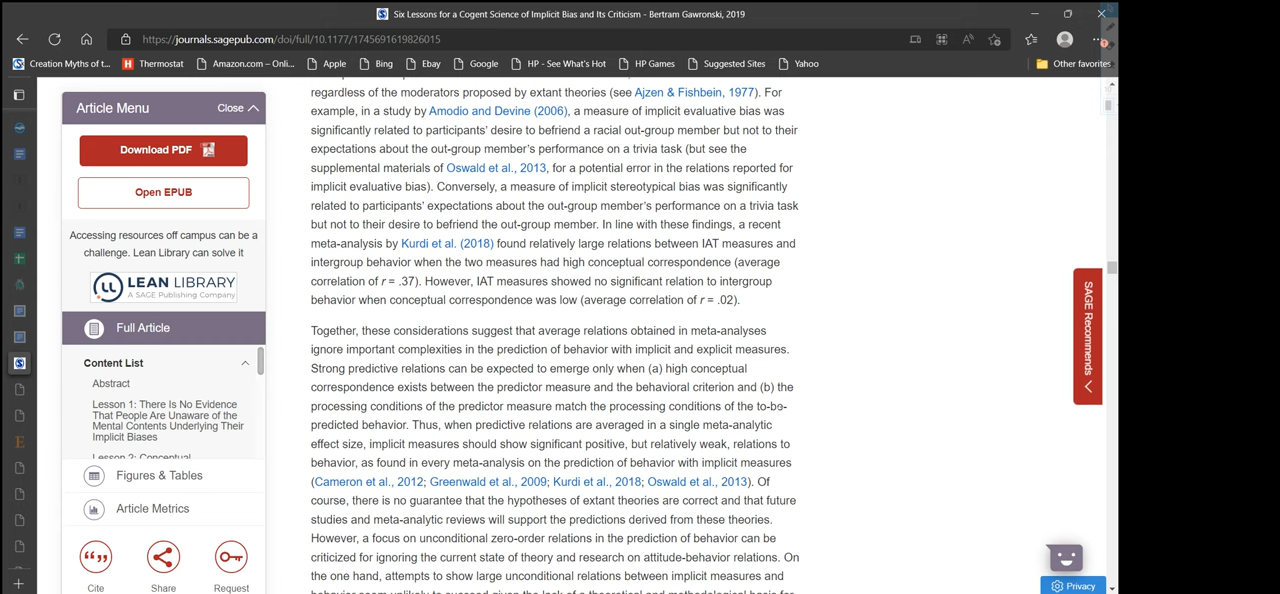 Six Lessons for a Cogent Science of Implicit Bias and Its Criticism - Bertram Gawronski, 2019
https://journals.sagepub.com/doi/full/10.1177/1745691619826015
Creation Myths of t... Thermostat Amazon.com – Onli... Apple Bing Ebay Google HP - See What's Hot HP Games Suggested Sites Yahoo Other favorites
Article Menu Close
Download PDF
Open EPUB
Accessing resources off campus can be a
challenge. Lean Library can solve it
LEAN LIBRARY
A SAGE Publishing Company
Full Article
Content List
Abstract
Lesson 1: There Is No Evidence
That People Are Unaware of the
Mental Contents Underlying Their
Implicit Biases
Lesson 2: Conceptual
Figures & Tables
Article Metrics
Cite Share Request
regardless of the moderators proposed by extant theories (see Ajzen & Fishbein, 1977). For
example, in a study by Amodio and Devine (2006), a measure of implicit evaluative bias was
significantly related to participants' desire to befriend a racial out-group member but not to their
expectations about the out-group member's performance on a trivia task (but see the
supplemental materials of Oswald et al., 2013, for a potential error in the relations reported for
implicit evaluative bias). Conversely, a measure of implicit stereotypical bias was significantly
related to participants' expectations about the out-group member's performance on a trivia task
but not to their desire to befriend the out-group member. In line with these findings, a recent
meta-analysis by Kurdi et al. (2018) found relatively large relations between IAT measures and
intergroup behavior when the two measures had high conceptual correspondence (average
correlation of r = .37). However, IAT measures showed no significant relation to intergroup
behavior when conceptual correspondence was low (average correlation of r = .02).
Together, these considerations suggest that average relations obtained in meta-analyses
ignore important complexities in the prediction of behavior with implicit and explicit measures.
Strong predictive relations can be expected to emerge only when (a) high conceptual
correspondence exists between the predictor measure and the behavioral criterion and (b) the
processing conditions of the predictor measure match the processing conditions of the to-be-
predicted behavior. Thus, when predictive relations are averaged in a single meta-analytic
effect size, implicit measures should show significant positive, but relatively weak, relations to
behavior, as found in every meta-analysis on the prediction of behavior with implicit measures
(Cameron et al., 2012; Greenwald et al., 2009; Kurdi et al., 2018; Oswald et al., 2013). Of
course, there is no guarantee that the hypotheses of extant theories are correct and that future
studies and meta-analytic reviews will support the predictions derived from these theories.
However, a focus on unconditional zero-order relations in the prediction of behavior can be
criticized for ignoring the current state of theory and research on attitude-behavior relations. On
the one hand, attempts to show large unconditional relations between implicit measures and
behavior seem unlikely to succeed given the lack of a theoretical and methodological basis for
SAGE Recommends
Privacy